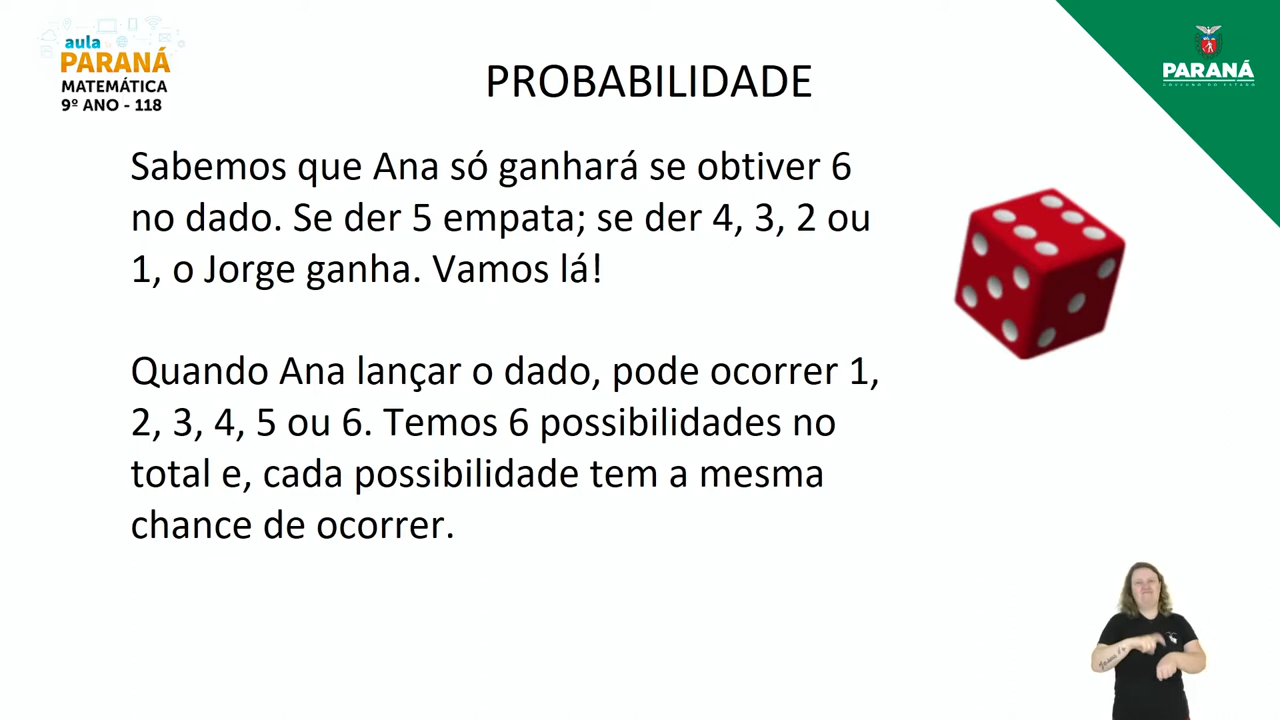 aula
PARANÁ
MATEMÁTICA
9º ANO - 118
PROBABILIDADE
PARANÁ
GOVERNO DO ESTADO
Sabemos que Ana só ganhará se obtiver 6
no dado. Se der 5 empata; se der 4, 3, 2 ou
1, o Jorge ganha. Vamos lá!
Quando Ana lançar o dado, pode ocorrer 1,
2, 3, 4, 5 ou 6. Temos 6 possibilidades no
total e, cada possibilidade tem a mesma
chance de ocorrer.